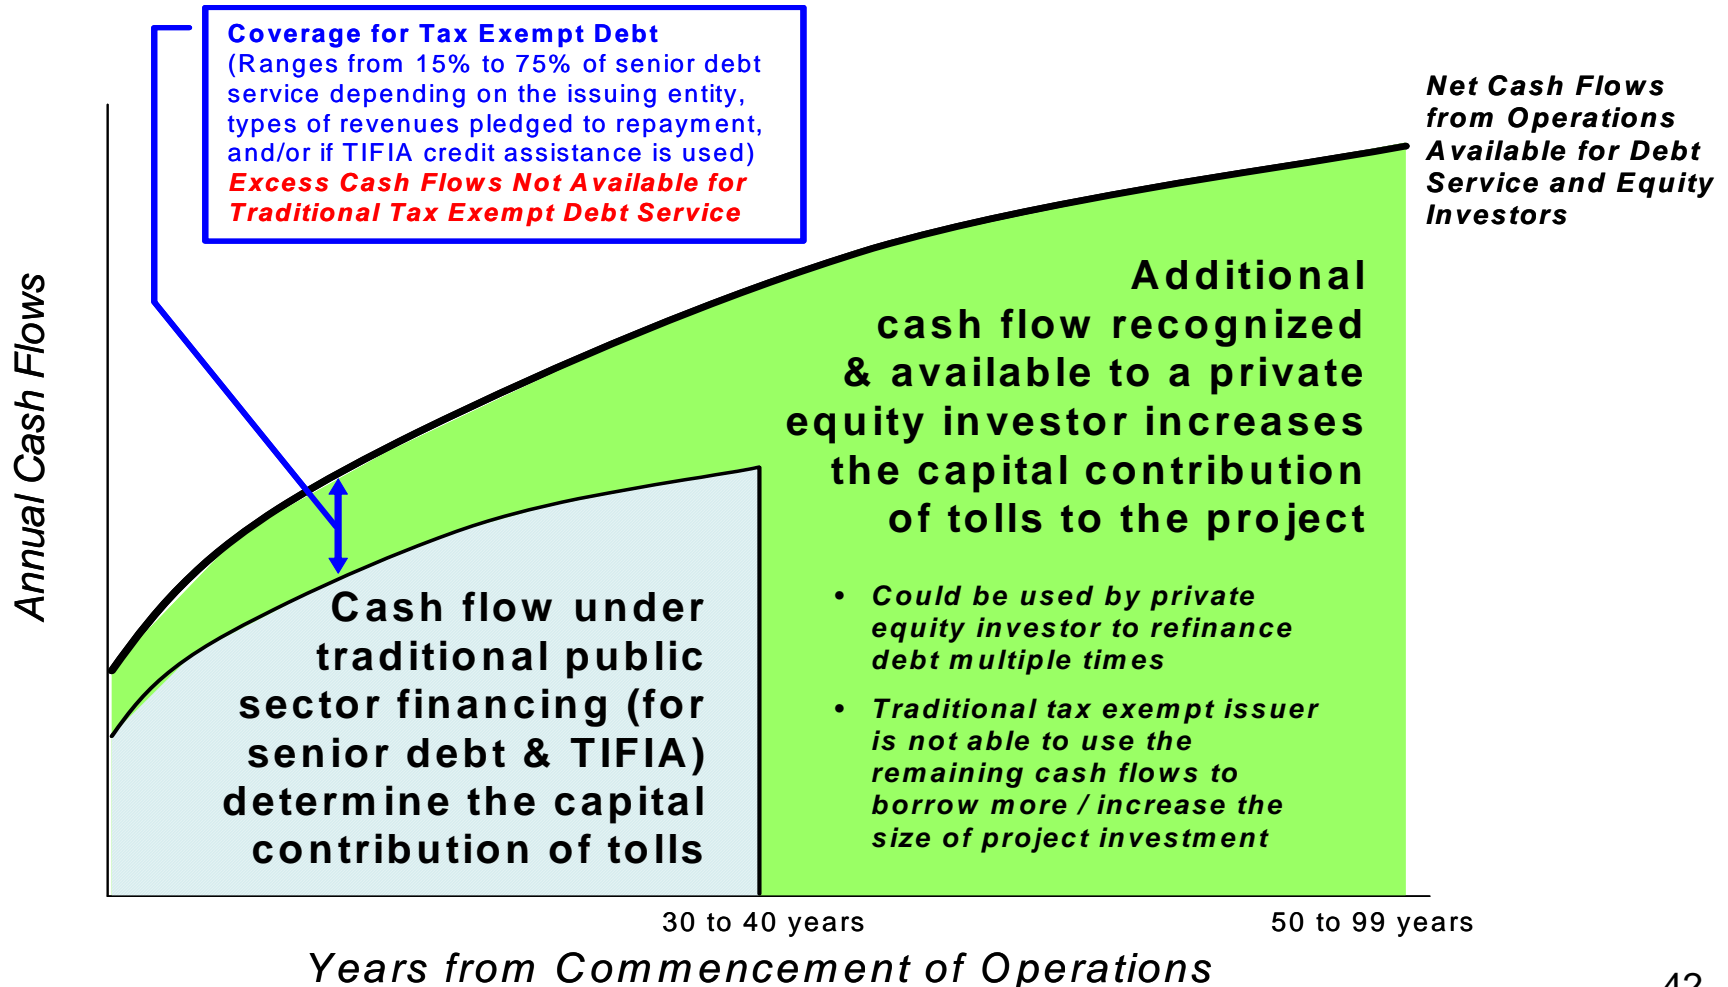 Coverage for Tax Exempt Debt
(Ranges from 15% to 75% of senior debt
service depending on the issuing entity,
types of revenues pledged to repayment,
and/or if TIFIA credit assistance is used)
Excess Cash Flows Not Available for
Traditional Tax Exempt Debt Service
Net Cash Flows
from Operations
Available for Debt
Service and Equity
Investors
Annual Cash Flows
Additional
cash flow recognized
& available to a private
equity investor increases
the capital contribution
of tolls to the project
• Could be used by private
equity investor to refinance
debt multiple times
• Traditional tax exempt issuer
is not able to use the
remaining cash flows to
borrow more / increase the
size of project investment
Cash flow under
traditional public
sector financing (for
senior debt & TIFIA)
determine the capital
contribution of tolls
30 to 40 years
50 to 99 years
Years from Commencement of Operations
42